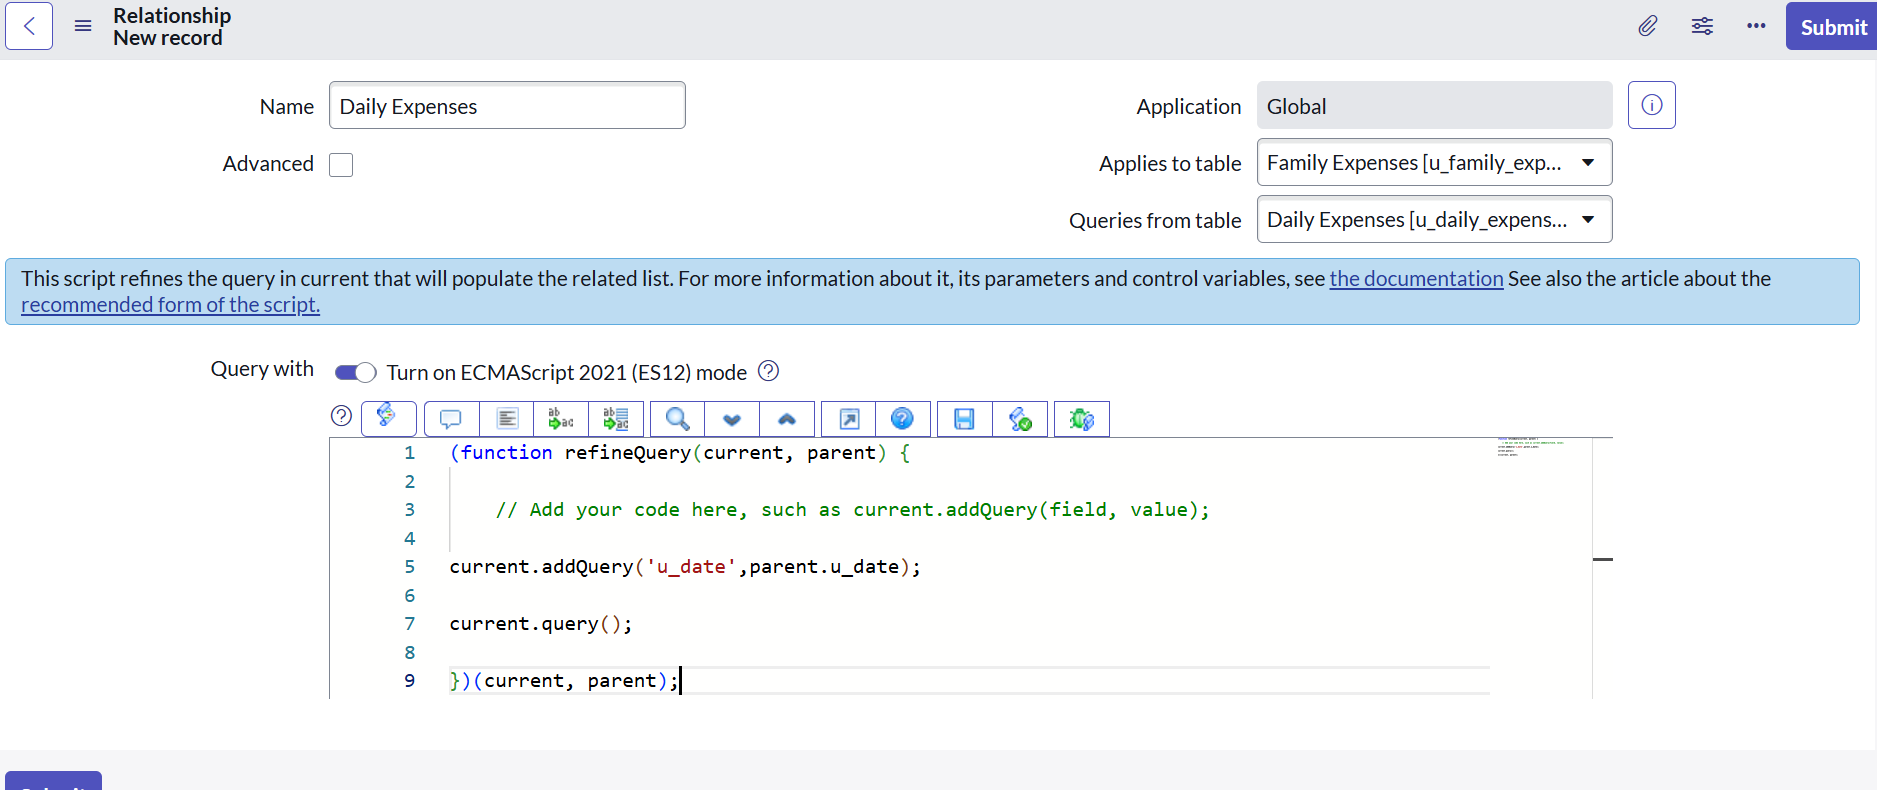 Relationship
New record
Submit
Name Daily Expenses
Application Global
Advanced
Applies to table Family Expenses [u_family_exp...
Queries from table Daily Expenses [u_daily_expens...
This script refines the query in current that will populate the related list. For more information about it, its parameters and control variables, see the documentation See also the article about the
recommended form of the script.
Query with Turn on ECMAScript 2021 (ES12) mode
1 (function refineQuery(current, parent) {
2
3 // Add your code here, such as current.addQuery(field, value);
4
5 current.addQuery('u_date',parent.u_date);
6
7 current.query();
8
9 })(current, parent);